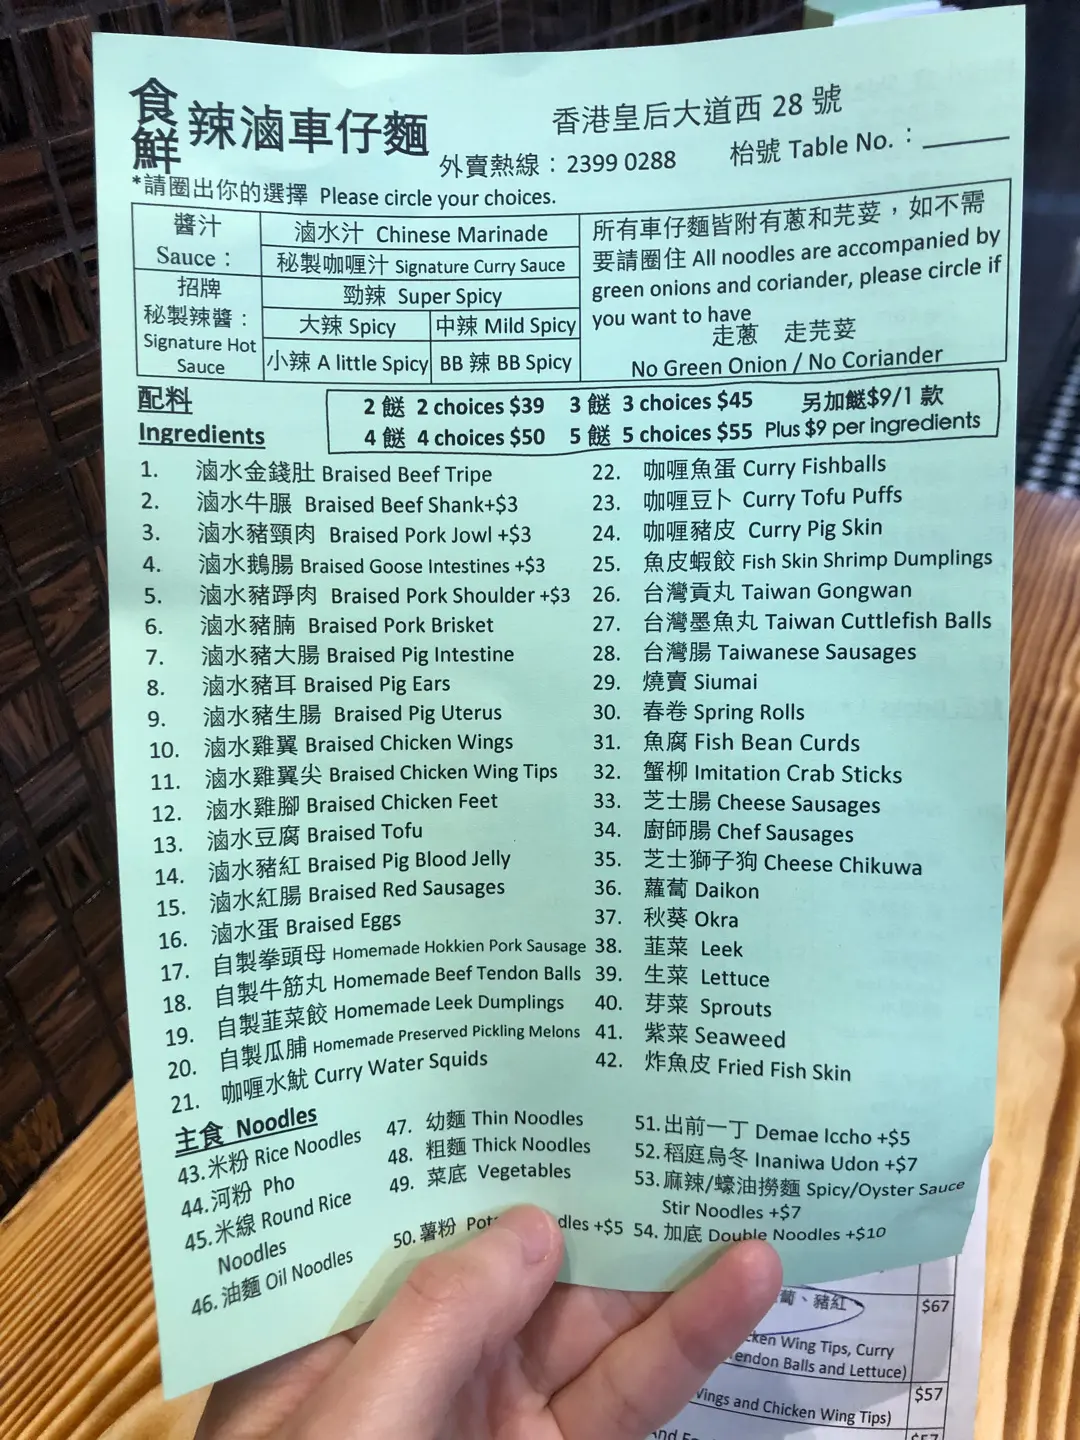 食鮮 辣滷車仔麵
香港皇后大道西 28 號
外賣熱線：2399 0288
枱號 Table No.：
*請圈出你的選擇 Please circle your choices.
醬汁
Sauce：
滷水汁 Chinese Marinade
秘製咖喱汁 Signature Curry Sauce
招牌
秘製辣醬：
Signature Hot
Sauce
勁辣 Super Spicy
大辣 Spicy
中辣 Mild Spicy
小辣 A little Spicy
BB 辣 BB Spicy
所有車仔麵皆附有蔥和芫荽，如不需
要請圈住 All noodles are accompanied by
green onions and coriander, please circle if
you want to have
走蔥 走芫荽
No Green Onion / No Coriander
配料
Ingredients
2 餸 2 choices $39 3 餸 3 choices $45 另加餸$9/1 款
4 餸 4 choices $50 5 餸 5 choices $55 Plus $9 per ingredients
1. 滷水金錢肚 Braised Beef Tripe
2. 滷水牛𦟌 Braised Beef Shank+$3
3. 滷水豬頸肉 Braised Pork Jowl +$3
4. 滷水鵝腸 Braised Goose Intestines +$3
5. 滷水豬踭肉 Braised Pork Shoulder +$3
6. 滷水豬腩 Braised Pork Brisket
7. 滷水豬大腸 Braised Pig Intestine
8. 滷水豬耳 Braised Pig Ears
9. 滷水豬生腸 Braised Pig Uterus
10. 滷水雞翼 Braised Chicken Wings
11. 滷水雞翼尖 Braised Chicken Wing Tips
12. 滷水雞腳 Braised Chicken Feet
13. 滷水豆腐 Braised Tofu
14. 滷水豬紅 Braised Pig Blood Jelly
15. 滷水紅腸 Braised Red Sausages
16. 滷水蛋 Braised Eggs
17. 自製拳頭母 Homemade Hokkien Pork Sausage
18. 自製牛筋丸 Homemade Beef Tendon Balls
19. 自製韮菜餃 Homemade Leek Dumplings
20. 自製瓜脯 Homemade Preserved Pickling Melons
21. 咖喱水魷 Curry Water Squids
22. 咖喱魚蛋 Curry Fishballs
23. 咖喱豆卜 Curry Tofu Puffs
24. 咖喱豬皮 Curry Pig Skin
25. 魚皮蝦餃 Fish Skin Shrimp Dumplings
26. 台灣貢丸 Taiwan Gongwan
27. 台灣墨魚丸 Taiwan Cuttlefish Balls
28. 台灣腸 Taiwanese Sausages
29. 燒賣 Siumai
30. 春卷 Spring Rolls
31. 魚腐 Fish Bean Curds
32. 蟹柳 Imitation Crab Sticks
33. 芝士腸 Cheese Sausages
34. 廚師腸 Chef Sausages
35. 芝士獅子狗 Cheese Chikuwa
36. 蘿蔔 Daikon
37. 秋葵 Okra
38. 韮菜 Leek
39. 生菜 Lettuce
40. 芽菜 Sprouts
41. 紫菜 Seaweed
42. 炸魚皮 Fried Fish Skin
主食 Noodles
43. 米粉 Rice Noodles
44. 河粉 Pho
45. 米線 Round Rice
Noodles
46. 油麵 Oil Noodles
47. 幼麵 Thin Noodles
48. 粗麵 Thick Noodles
49. 菜底 Vegetables
50. 薯粉 dles +$5
51. 出前一丁 Demae Iccho +$5
52. 稻庭烏冬 Inaniwa Udon +$7
53. 麻辣/蠔油撈麵 Spicy/Oyster Sauce
Stir Noodles +$7
54. 加底 Double Noodles +$10
蔔、豬紅
$67
Wing Tips, Curry
endon Balls and Lettuce)
Wings and Chicken Wing Tips)
$57